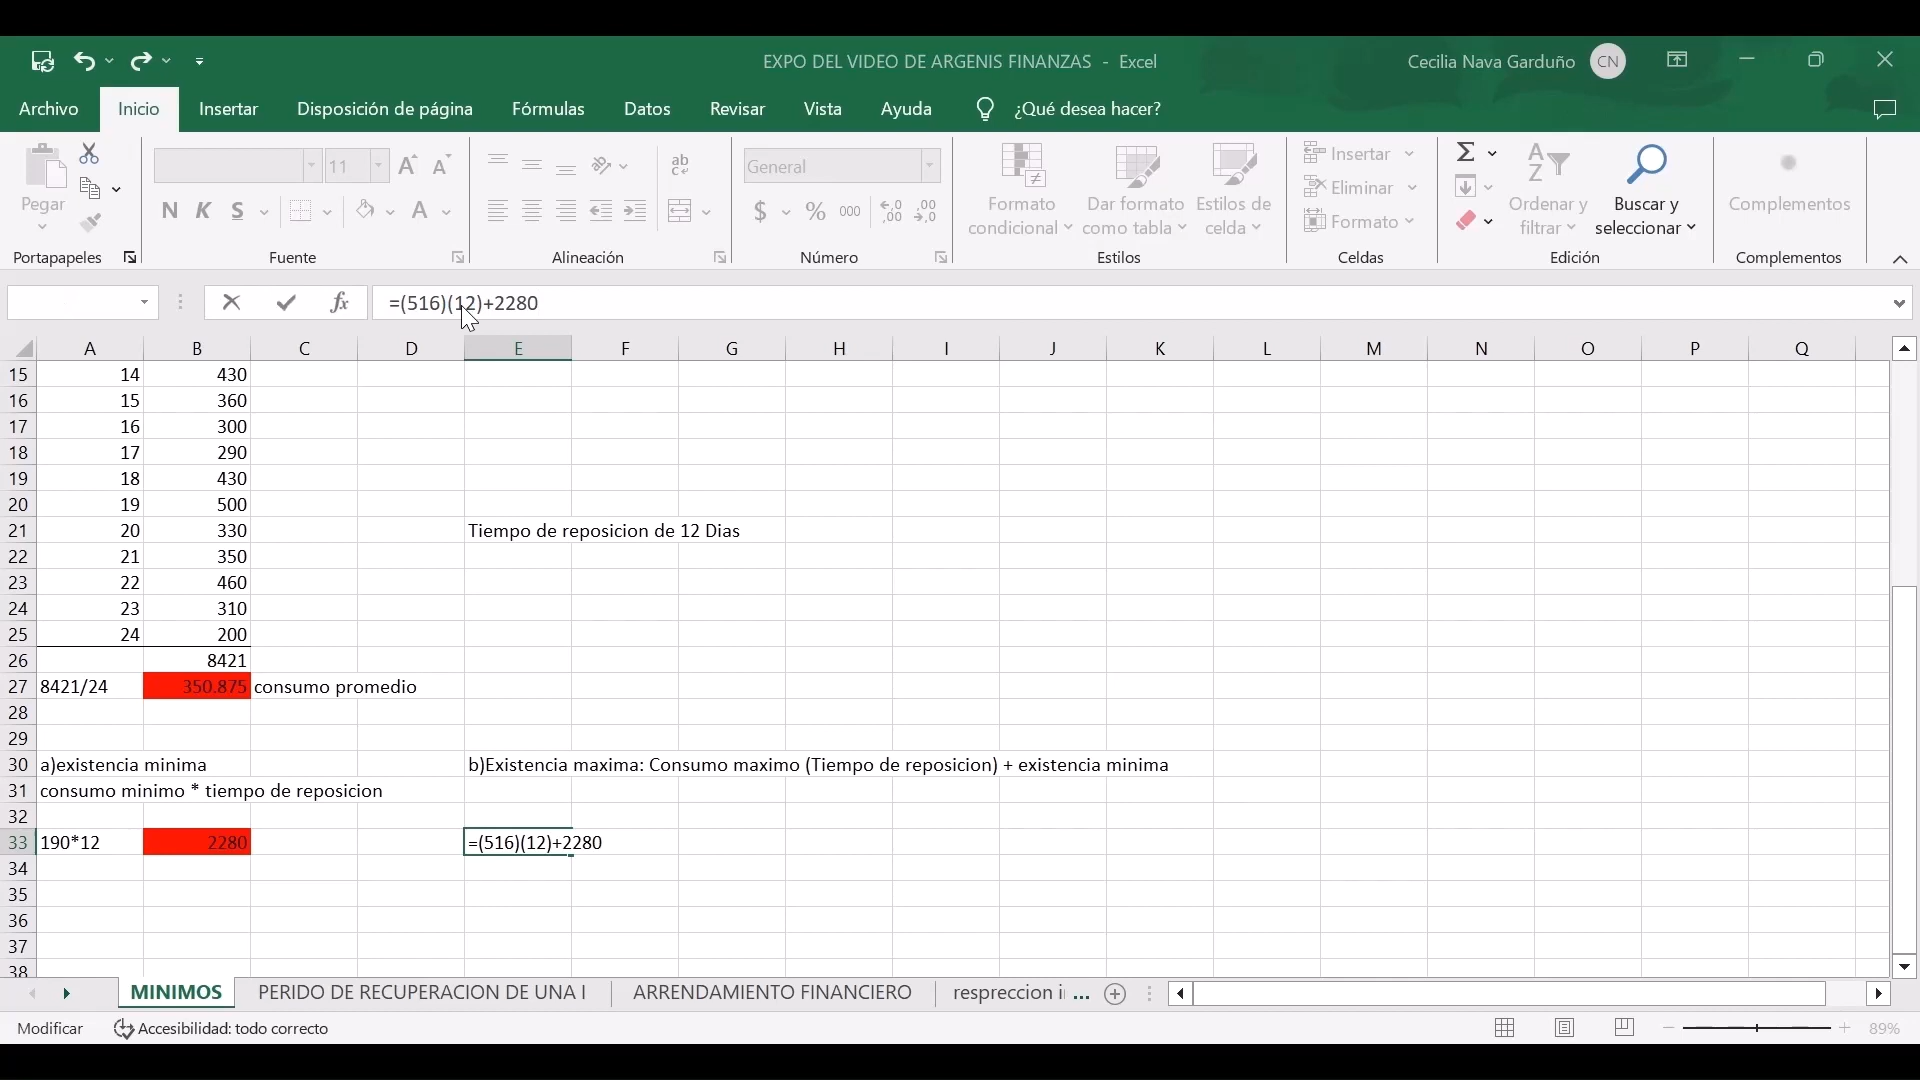 EXPO DEL VIDEO DE ARGENIS FINANZAS - Excel
Cecilia Nava Garduño CN
Archivo Inicio Insertar Disposición de página Fórmulas Datos Revisar Vista Ayuda ¿Qué desea hacer?
Pegar
Portapapeles
11
N K S A
Fuente
ab
Alineación
General
$ % 000
Número
Formato condicional
Dar formato como tabla
Estilos de celda
Estilos
Insertar
Eliminar
Formato
Celdas
Ordenar y filtrar
Buscar y seleccionar
Edición
Complementos
Complementos
fx =(516)(12)+2280
A B C D E F G H I J K L M N O P Q
15 14 430
16 15 360
17 16 300
18 17 290
19 18 430
20 19 500
21 20 330 Tiempo de reposicion de 12 Dias
22 21 350
23 22 460
24 23 310
25 24 200
26 8421
27 8421/24 350.875 consumo promedio
28
29
30 a)existencia minima b)Existencia maxima: Consumo maximo (Tiempo de reposicion) + existencia minima
31 consumo minimo * tiempo de reposicion
32
33 190*12 2280 =(516)(12)+2280
34
35
36
37
38
MINIMOS PERIDO DE RECUPERACION DE UNA I ARRENDAMIENTO FINANCIERO respreccion i ...
Modificar Accesibilidad: todo correcto 89%